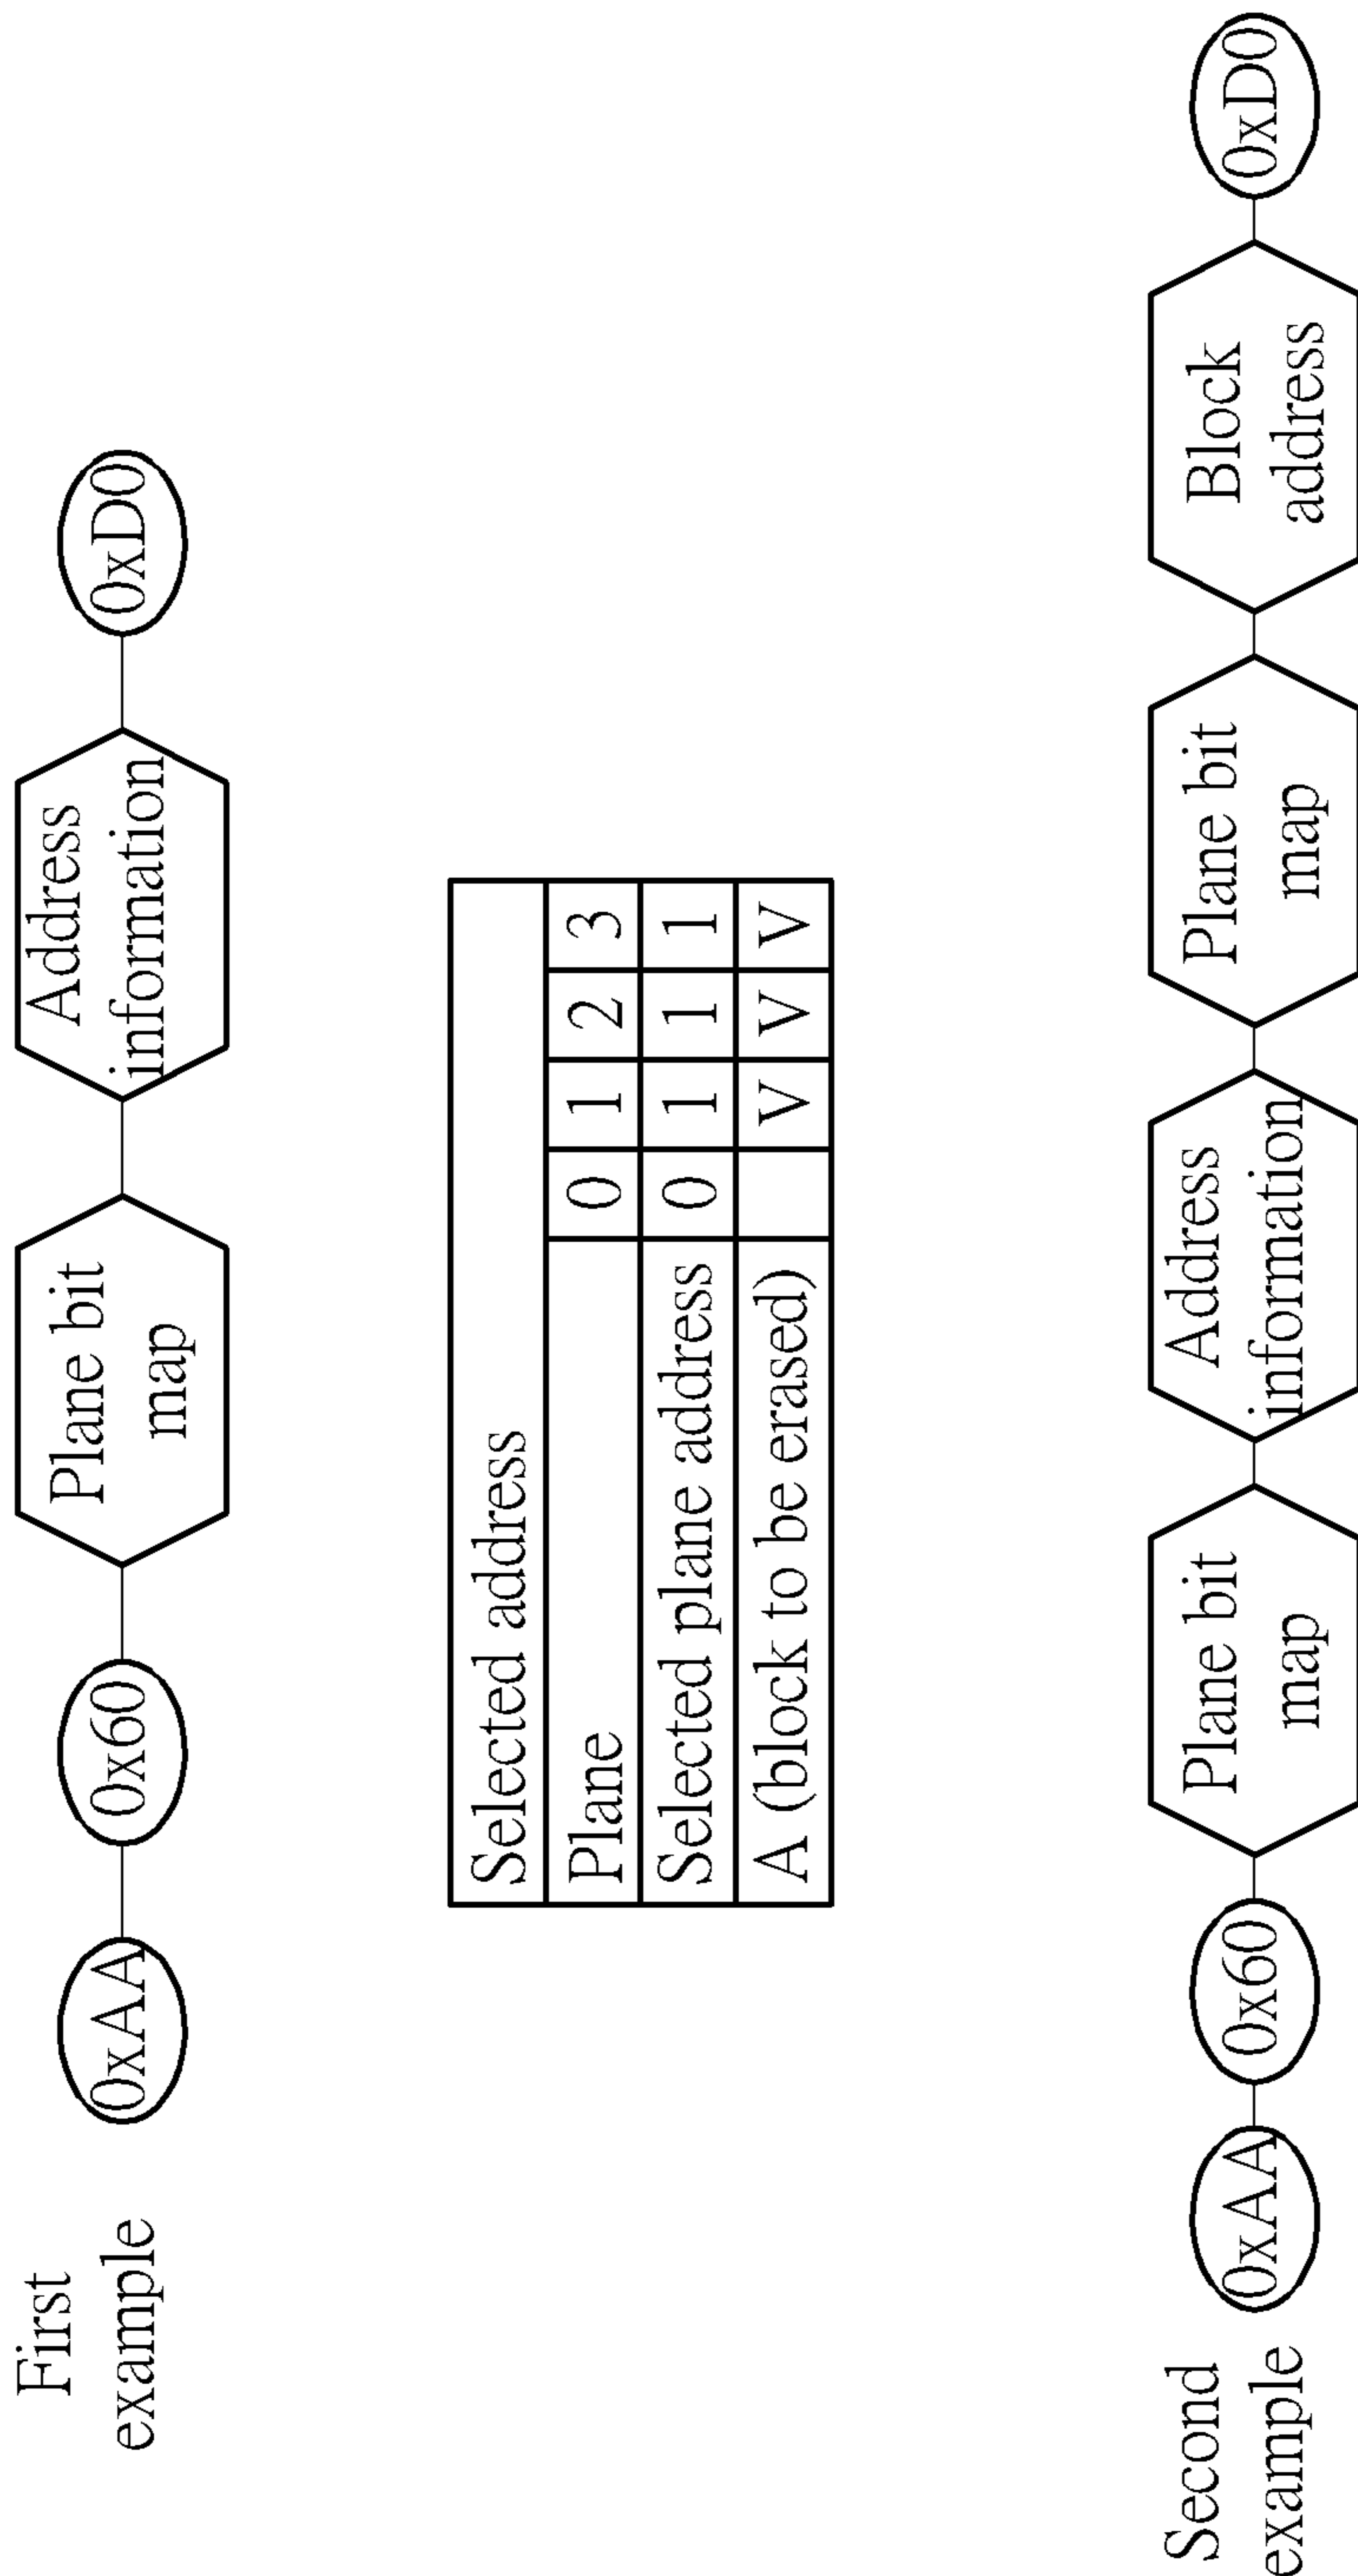 First
example
0xAA
0x60
Plane bit
map
Address
information
0xD0
Selected address
Plane 0 1 2 3
Selected plane address 0 1 1 1
A (block to be erased) V V V
Second
example
0xAA
0x60
Plane bit
map
Address
information
Plane bit
map
Block
address
0xD0